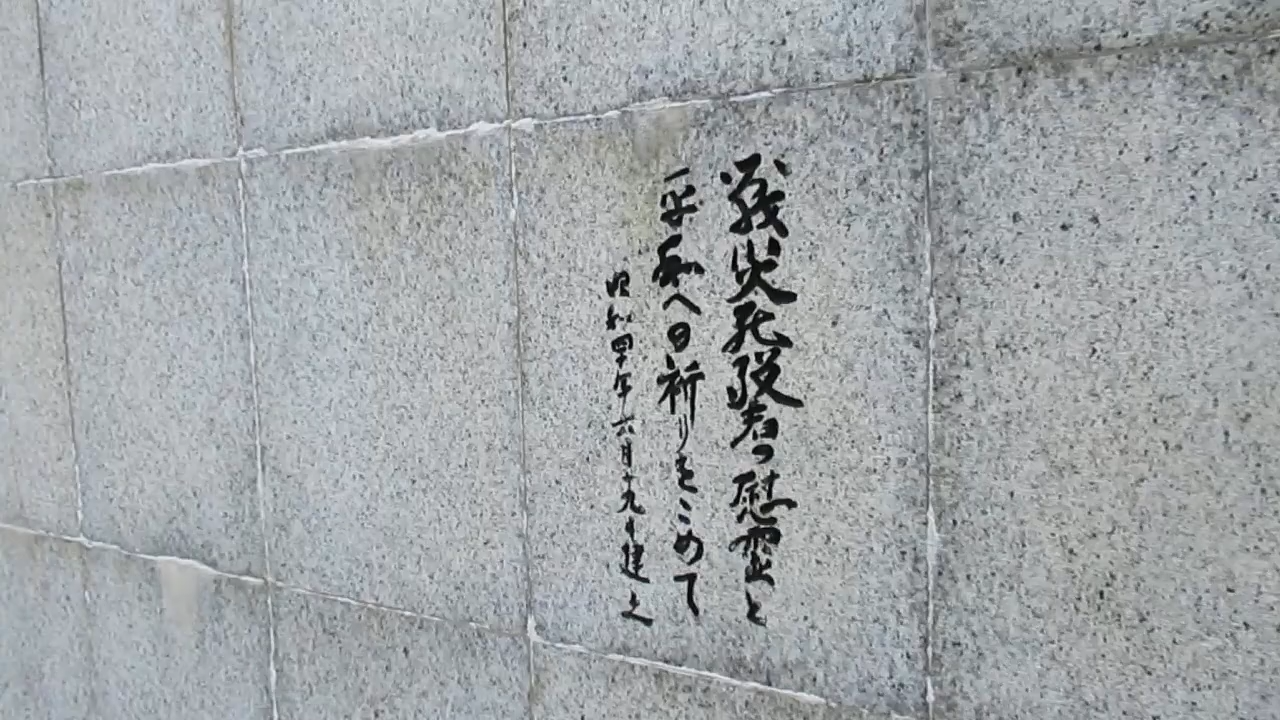 戦災死歿者の慰霊と
平和への祈りをこめて
昭和四十年六月十九日建之